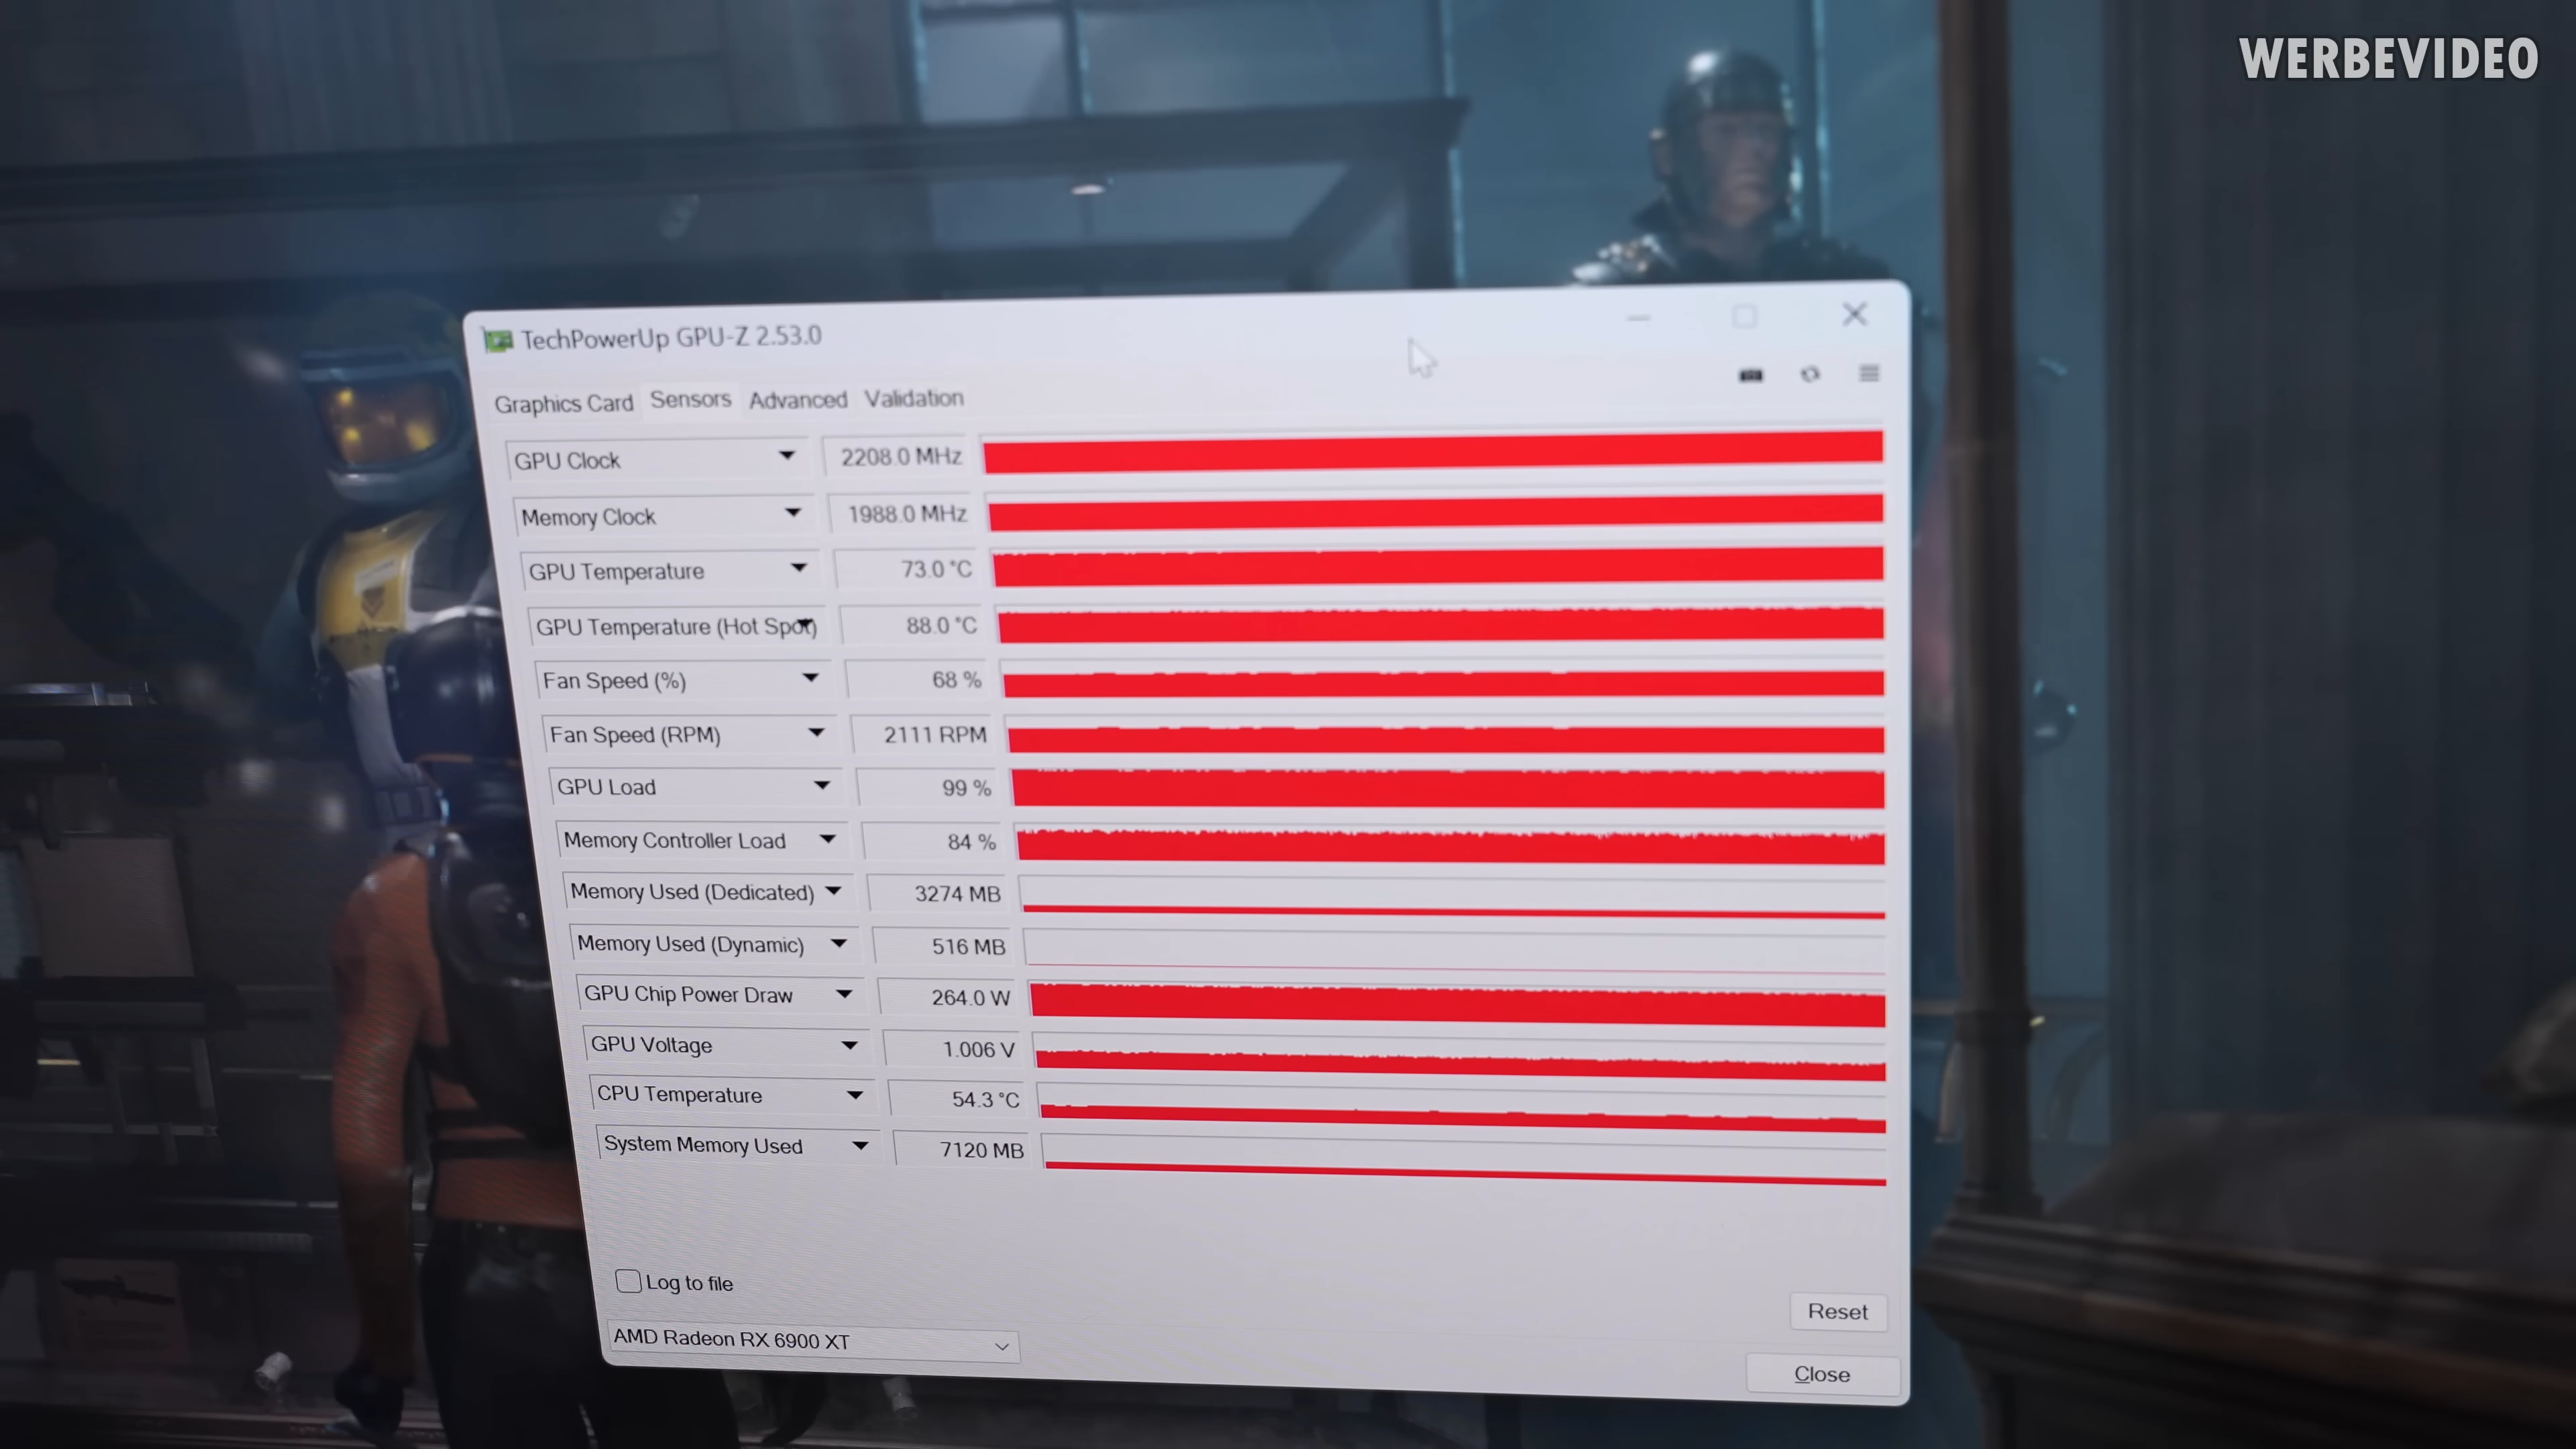 WERBEVIDEO
TechPowerUp GPU-Z 2.53.0
Graphics Card Sensors Advanced Validation
GPU Clock 2208.0 MHz
Memory Clock 1988.0 MHz
GPU Temperature 73.0 °C
GPU Temperature (Hot Spot) 88.0 °C
Fan Speed (%) 68 %
Fan Speed (RPM) 2111 RPM
GPU Load 99 %
Memory Controller Load 84 %
Memory Used (Dedicated) 3274 MB
Memory Used (Dynamic) 516 MB
GPU Chip Power Draw 264.0 W
GPU Voltage 1.006 V
CPU Temperature 54.3 °C
System Memory Used 7120 MB
Log to file
Reset
AMD Radeon RX 6900 XT
Close